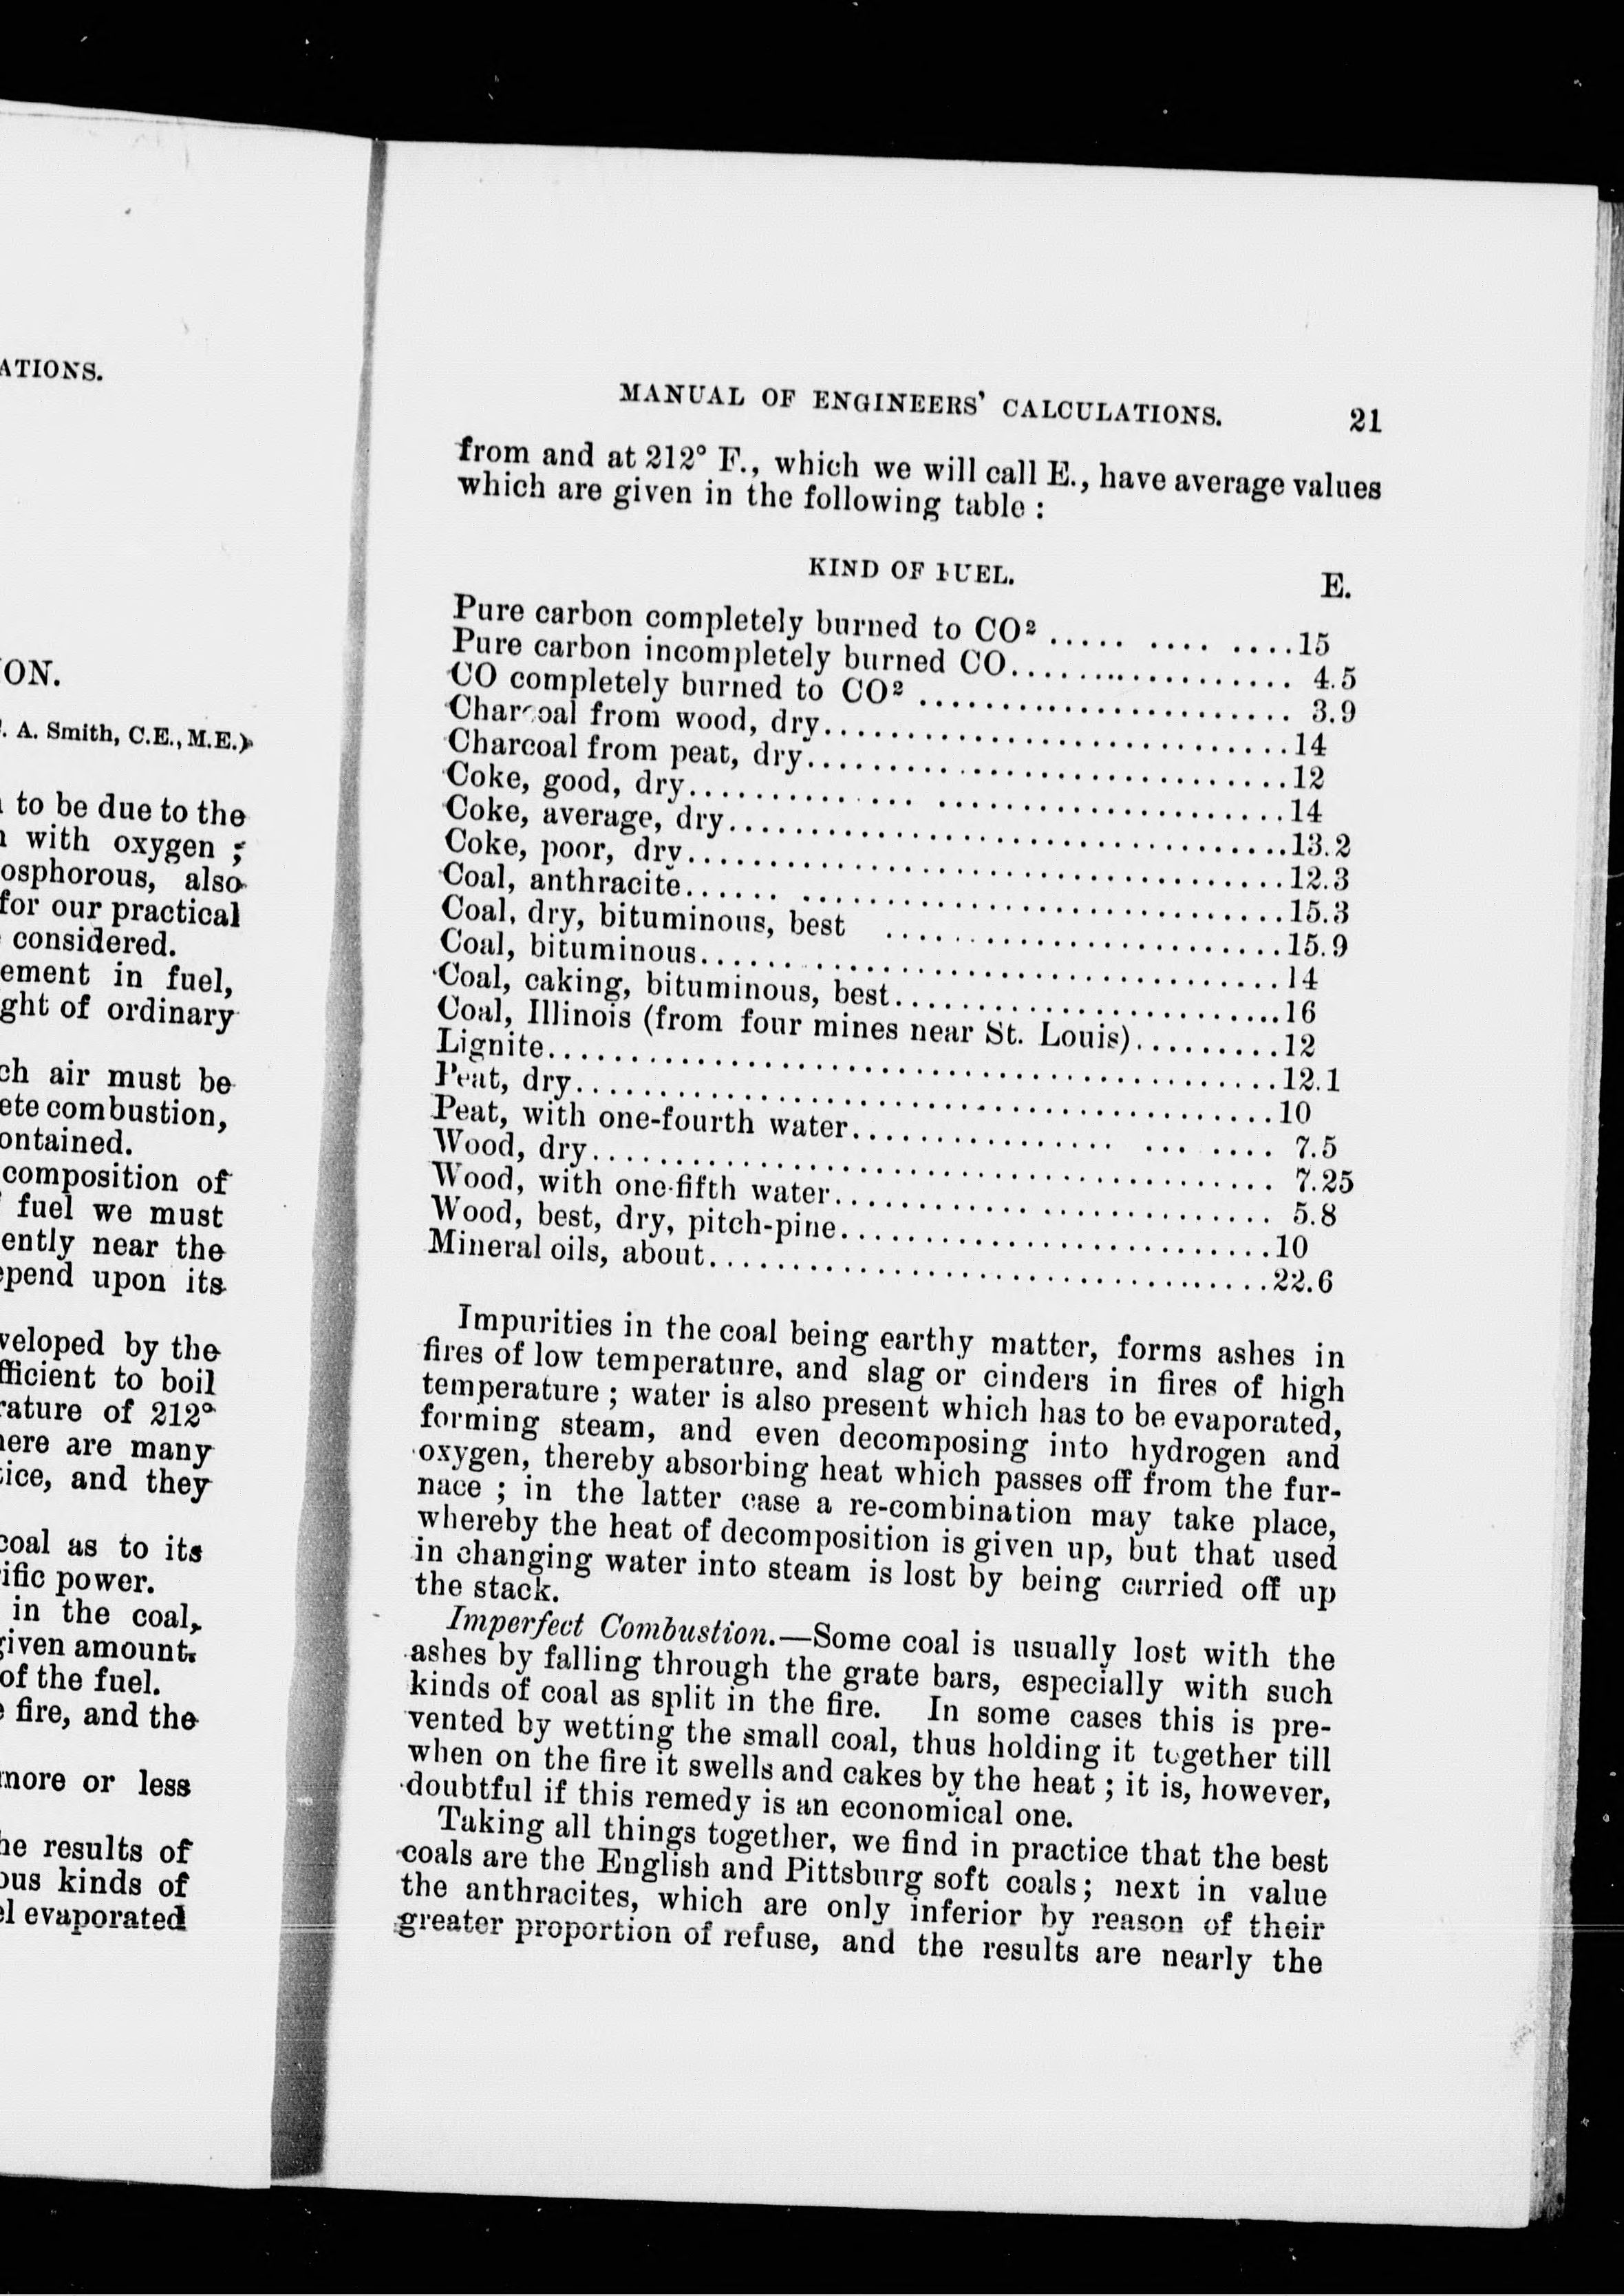 ATIONS.
ON.
A. Smith, C.E., M.E.)
to be due to the
with oxygen ;
osphorous, also
for our practical
considered.
ement in fuel,
ght of ordinary
ch air must be
ete combustion,
ontained.
composition of
fuel we must
ently near the
epend upon its
veloped by the
fficient to boil
rature of 212°
here are many
tice, and they
coal as to its
ific power.
in the coal,
given amount
of the fuel.
fire, and the
more or less
he results of
ous kinds of
el evaporated
MANUAL OF ENGINEERS' CALCULATIONS. 21
from and at 212° F., which we will call E., have average values
which are given in the following table :
KIND OF FUEL. E.
Pure carbon completely burned to CO² ..... .... ....15
Pure carbon incompletely burned CO..................... 4.5
CO completely burned to CO² ........................ 3.9
Charcoal from wood, dry..............................14
Charcoal from peat, dry..............................12
Coke, good, dry..............................14
Coke, average, dry..............................13.2
Coke, poor, dry..............................12.3
Coal, anthracite..............................15.3
Coal, dry, bituminous, best ........................15.9
Coal, bituminous..............................14
Coal, caking, bituminous, best........................16
Coal, Illinois (from four mines near St. Louis).........12
Lignite..............................12.1
Peat, dry..............................10
Peat, with one-fourth water................ ... .... 7.5
Wood, dry.............................. 7.25
Wood, with one-fifth water........................ 5.8
Wood, best, dry, pitch-pine........................10
Mineral oils, about..............................22.6
Impurities in the coal being earthy matter, forms ashes in
fires of low temperature, and slag or cinders in fires of high
temperature ; water is also present which has to be evaporated,
forming steam, and even decomposing into hydrogen and
oxygen, thereby absorbing heat which passes off from the fur-
nace ; in the latter case a re-combination may take place,
whereby the heat of decomposition is given up, but that used
in changing water into steam is lost by being carried off up
the stack.
Imperfect Combustion.—Some coal is usually lost with the
ashes by falling through the grate bars, especially with such
kinds of coal as split in the fire. In some cases this is pre-
vented by wetting the small coal, thus holding it together till
when on the fire it swells and cakes by the heat ; it is, however,
doubtful if this remedy is an economical one.
Taking all things together, we find in practice that the best
coals are the English and Pittsburg soft coals; next in value
the anthracites, which are only inferior by reason of their
greater proportion of refuse, and the results are nearly the